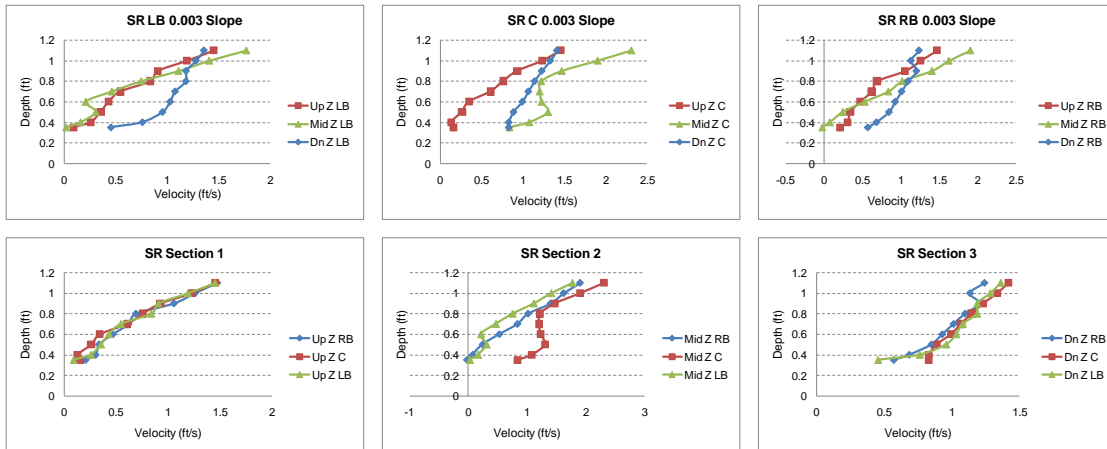 SR LB 0.003 Slope
Depth (ft)
1.2
1
0.8
0.6
0.4
0.2
0
0
0.5
1
1.5
2
Velocity (ft/s)
Up Z LB
Mid Z LB
Dn Z LB
SR C 0.003 Slope
Depth (ft)
1.2
1
0.8
0.6
0.4
0.2
0
0
0.5
1
1.5
2
2.5
Velocity (ft/s)
Up Z C
Mid Z C
Dn Z C
SR RB 0.003 Slope
Depth (ft)
1.2
1
0.8
0.6
0.4
0.2
0
-0.5
0
0.5
1
1.5
2
2.5
Velocity (ft/s)
Up Z RB
Mid Z RB
Dn Z RB
SR Section 1
Depth (ft)
1.2
1
0.8
0.6
0.4
0.2
0
0
0.5
1
1.5
2
Velocity (ft/s)
Up Z RB
Up Z C
Up Z LB
SR Section 2
Depth (ft)
1.2
1
0.8
0.6
0.4
0.2
0
-1
0
1
2
3
Velocity (ft/s)
Mid Z RB
Mid Z C
Mid Z LB
SR Section 3
Depth (ft)
1.2
1
0.8
0.6
0.4
0.2
0
0
0.5
1
1.5
Velocity (ft/s)
Dn Z RB
Dn Z C
Dn Z LB